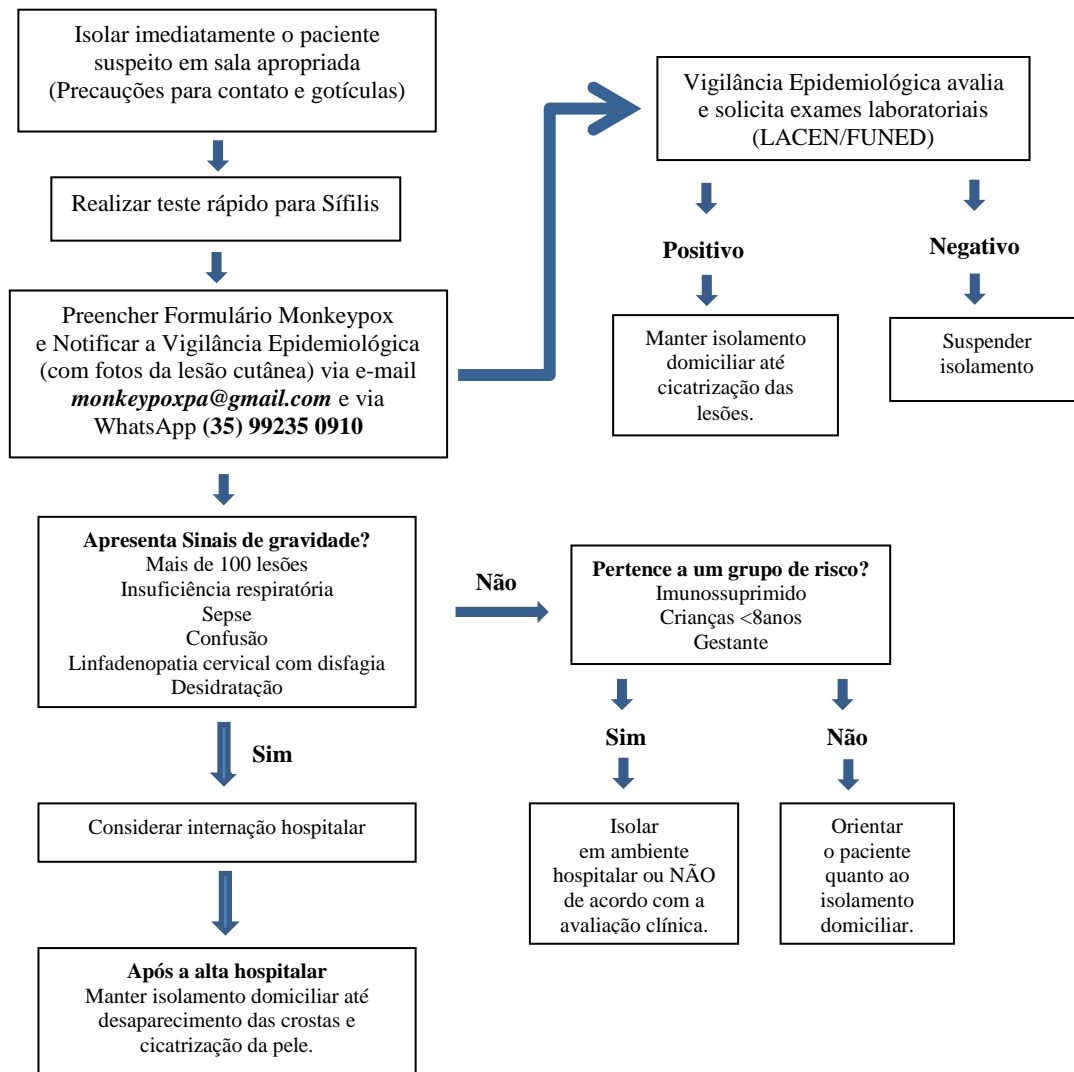 Isolar imediatamente o paciente
suspeito em sala apropriada
(Precauções para contato e gotículas)
Realizar teste rápido para Sífilis
Preencher Formulário Monkeypox
e Notificar a Vigilância Epidemiológica
(com fotos da lesão cutânea) via e-mail
monkeypoxpa@gmail.com e via
WhatsApp (35) 99235 0910
Vigilância Epidemiológica avalia
e solicita exames laboratoriais
(LACEN/FUNED)
Positivo
Negativo
Manter isolamento
domiciliar até
cicatrização das
lesões.
Suspender
isolamento
Apresenta Sinais de gravidade?
Mais de 100 lesões
Insuficiência respiratória
Sepse
Confusão
Linfadenopatia cervical com disfagia
Desidratação
Não
Pertence a um grupo de risco?
Imunossuprimido
Crianças <8anos
Gestante
Sim
Considerar internação hospitalar
Após a alta hospitalar
Manter isolamento domiciliar até
desaparecimento das crostas e
cicatrização da pele.
Sim
Não
Isolar
em ambiente
hospitalar ou NÃO
de acordo com a
avaliação clínica.
Orientar
o paciente
quanto ao
isolamento
domiciliar.